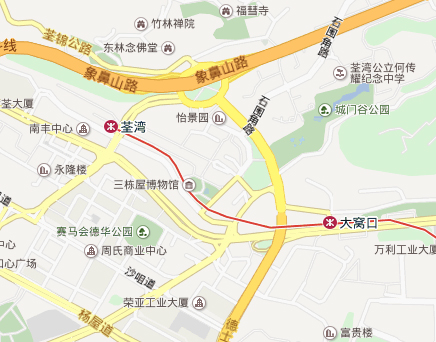 福慧寺
竹林禅院
石围角路
荃锦公路
东林念佛堂
象鼻山路
象鼻山路
荃湾公立何传
耀纪念中学
荃大厦
石围角路
城门谷公园
怡景园
南丰中心
荃湾
永隆楼
三栋屋博物馆
大窝口
赛马会德华公园
周氏商业中心
万利工业大厦
中心
心广场
沙咀道
荣亚工业大厦
杨屋道
德士
富贵楼